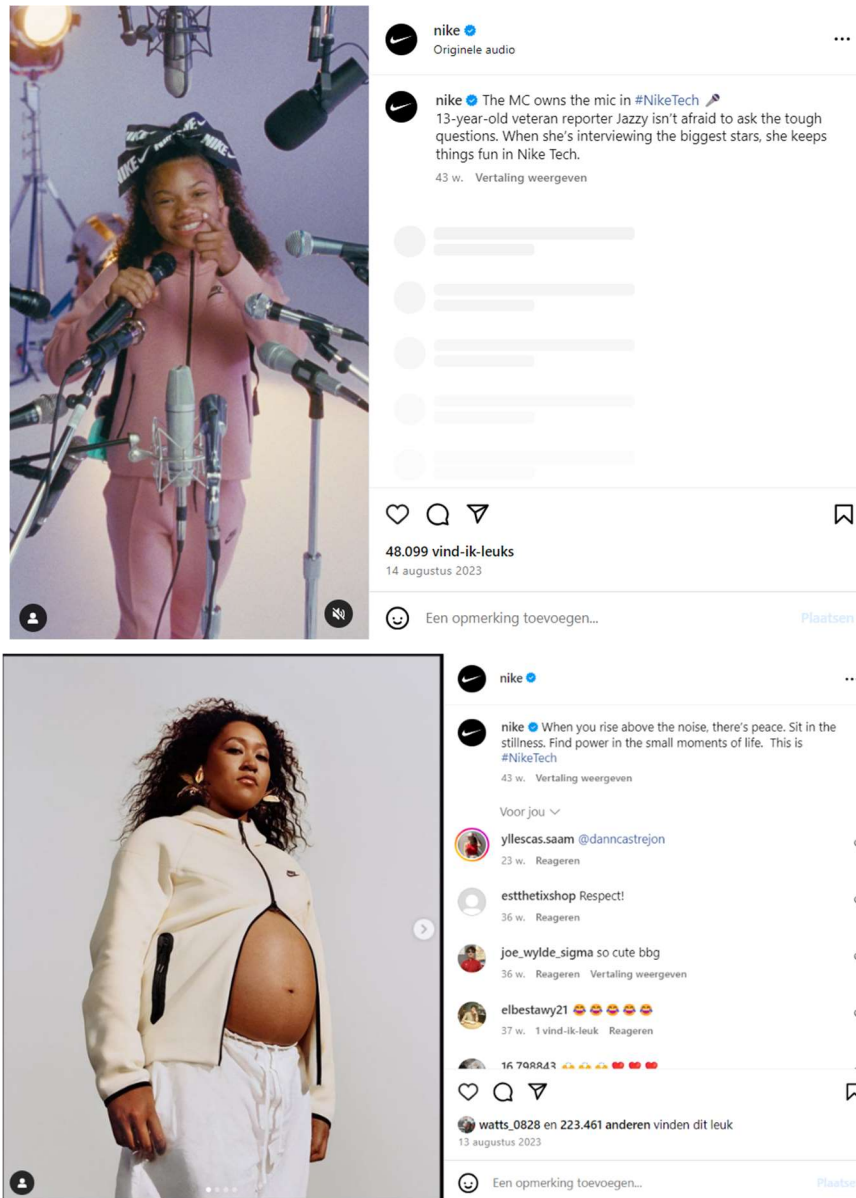 NIKE
NIKE
nike
Originele audio
nike The MC owns the mic in #NikeTech 🎤
13-year-old veteran reporter Jazzy isn't afraid to ask the tough
questions. When she's interviewing the biggest stars, she keeps
things fun in Nike Tech.
43 w. Vertaling weergeven
48.099 vind-ik-leuks
14 augustus 2023
Een opmerking toevoegen... Plaatsen
nike
nike When you rise above the noise, there's peace. Sit in the
stillness. Find power in the small moments of life. This is
#NikeTech
43 w. Vertaling weergeven
Voor jou
yllescas.saam @danncastrejon
23 w. Reageren
estthetixshop Respect!
36 w. Reageren
joe_wylde_sigma so cute bbg
36 w. Reageren Vertaling weergeven
elbestawy21 😂😂😂😂😂
37 w. 1 vind-ik-leuk Reageren
16.798843
watts_0828 en 223.461 anderen vinden dit leuk
13 augustus 2023
Een opmerking toevoegen... Plaatse